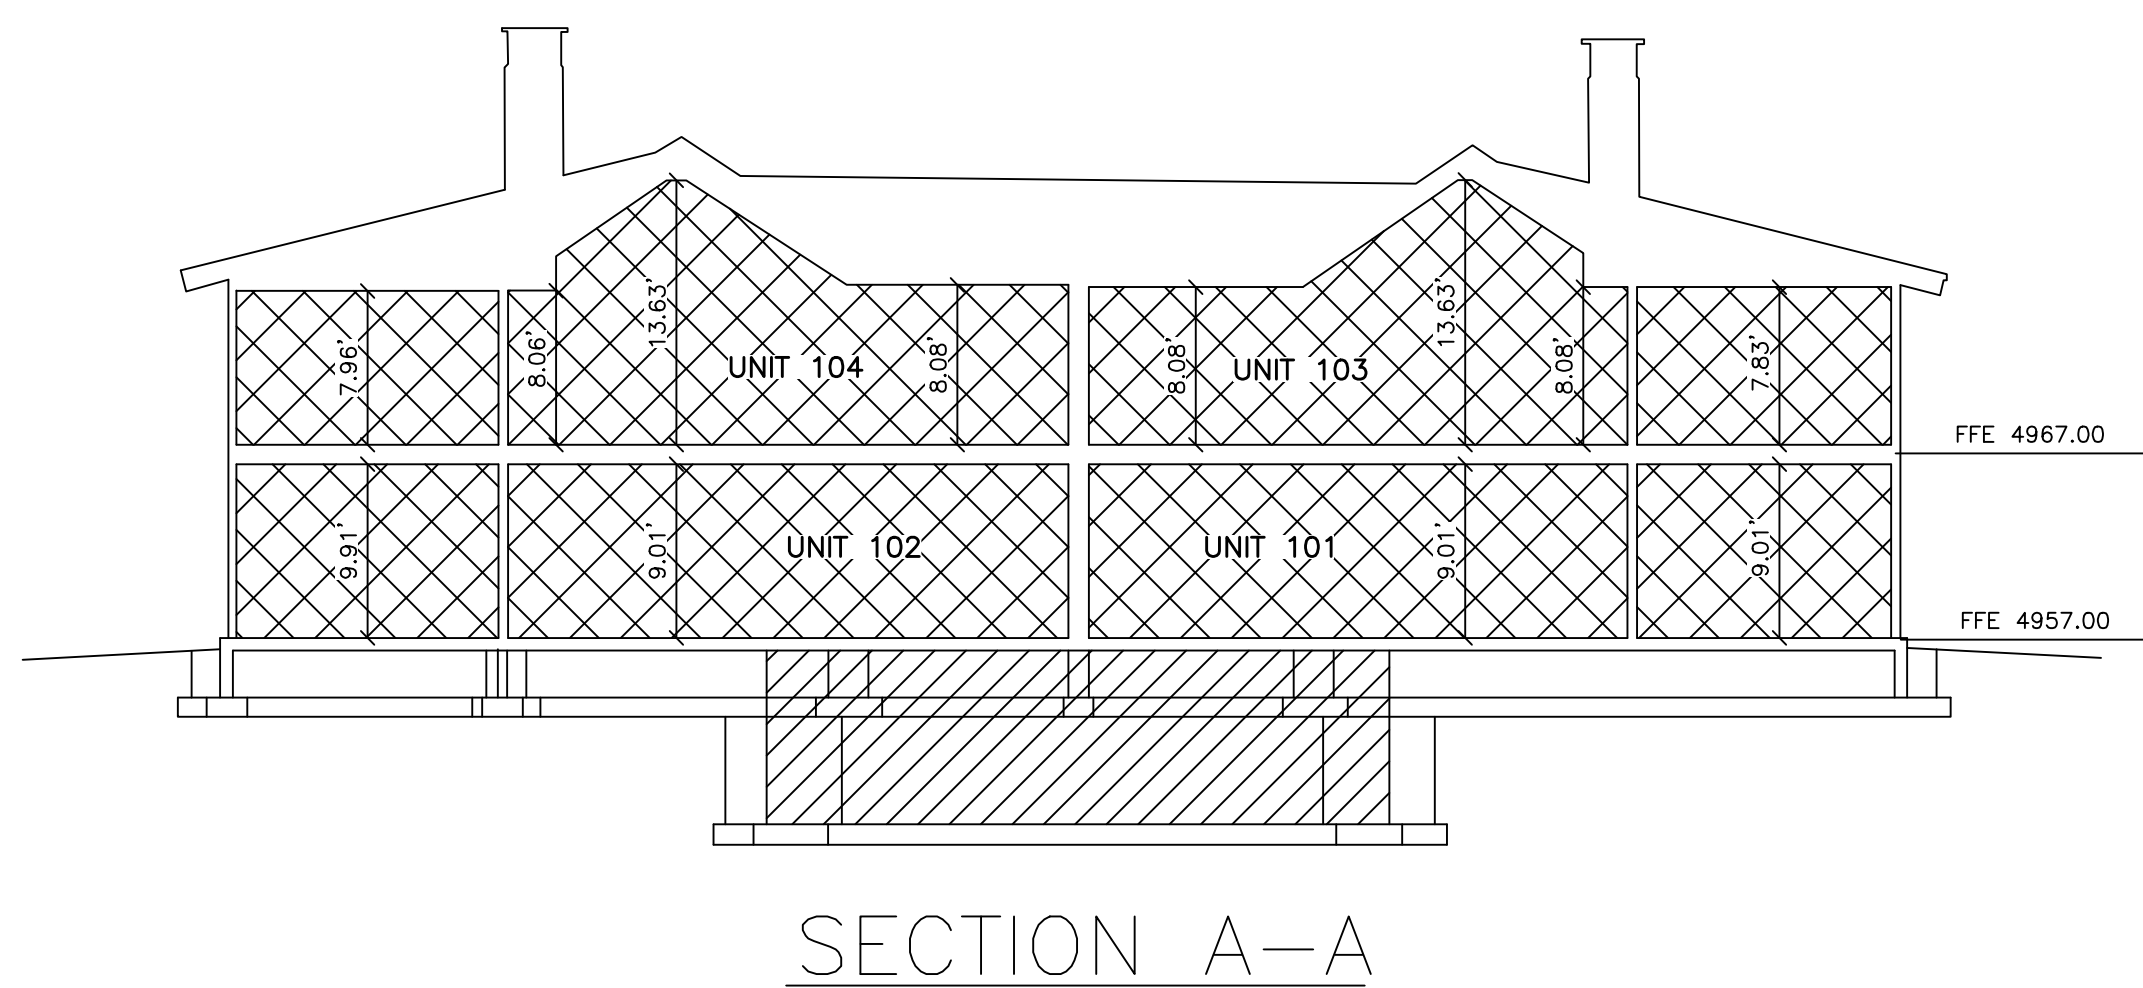 7.96'
8.06'
13.63'
UNIT 104
8.08'
8.08'
UNIT 103
13.63'
8.08'
7.83'
FFE 4967.00
9.91'
9.01'
UNIT 102
UNIT 101
9.01'
9.01'
FFE 4957.00
SECTION A-A